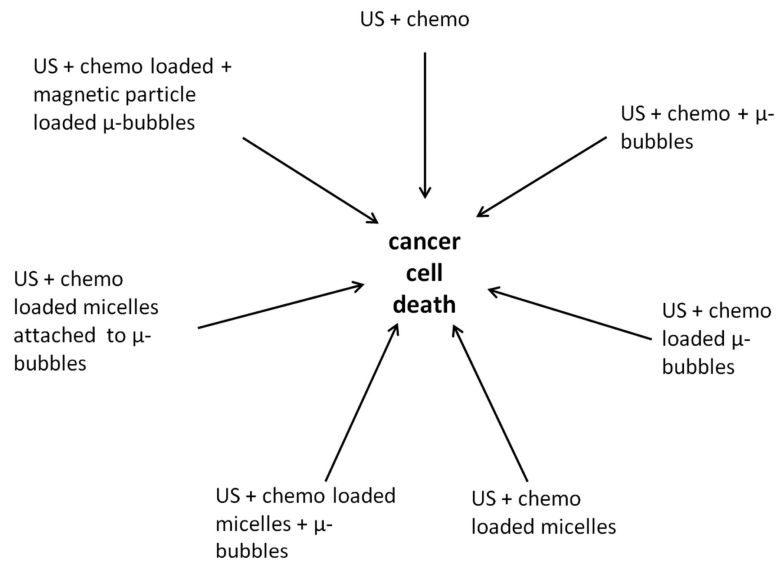 US + chemo
US + chemo loaded +
magnetic particle
loaded μ-bubbles
US + chemo + μ-
bubbles
cancer
cell
death
US + chemo
loaded micelles
attached to μ-
bubbles
US + chemo
loaded μ-
bubbles
US + chemo loaded
micelles + μ-
bubbles
US + chemo
loaded micelles